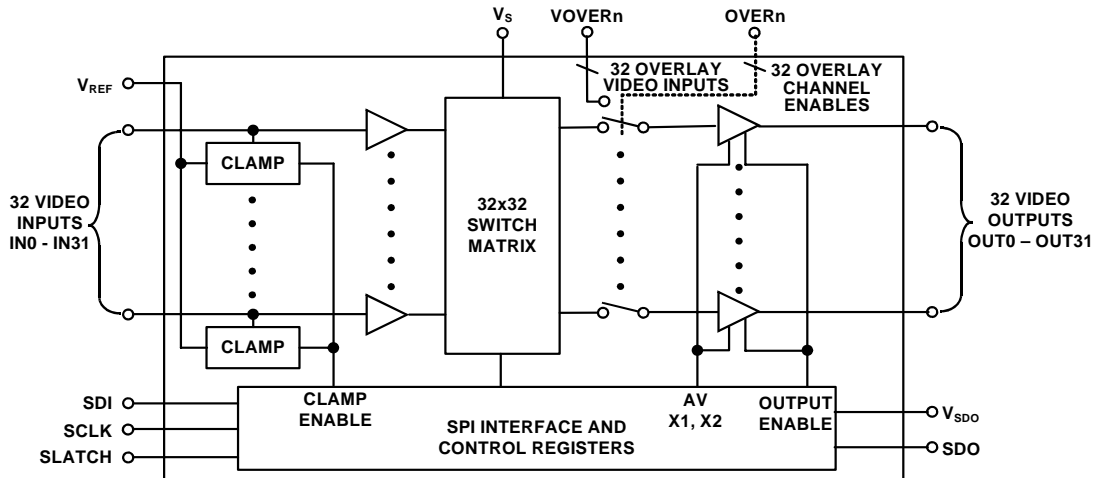 VS
VOVERn
OVERn
32 OVERLAY
VIDEO INPUTS
32 OVERLAY
CHANNEL
ENABLES
VREF
CLAMP
32 VIDEO
INPUTS
IN0 - IN31
32x32
SWITCH
MATRIX
32 VIDEO
OUTPUTS
OUT0 – OUT31
CLAMP
SDI
SCLK
SLATCH
CLAMP
ENABLE
SPI INTERFACE AND
CONTROL REGISTERS
AV
X1, X2
OUTPUT
ENABLE
VSDO
SDO